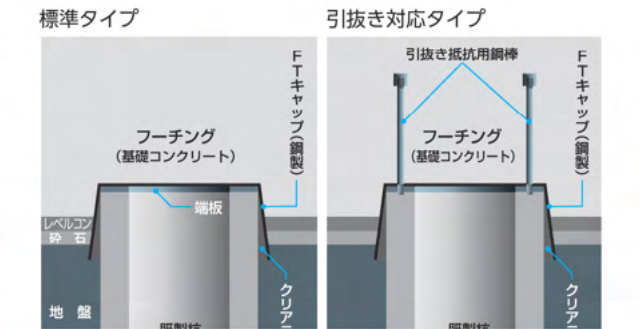 標準タイプ
FTキャップ(鋼製)
フーチング
(基礎コンクリート)
端板
レベルコン
砕 石
地 盤
クリア
引抜き対応タイプ
引抜き抵抗用鋼棒
FTキャップ(鋼製)
フーチング
(基礎コンクリート)
クリア